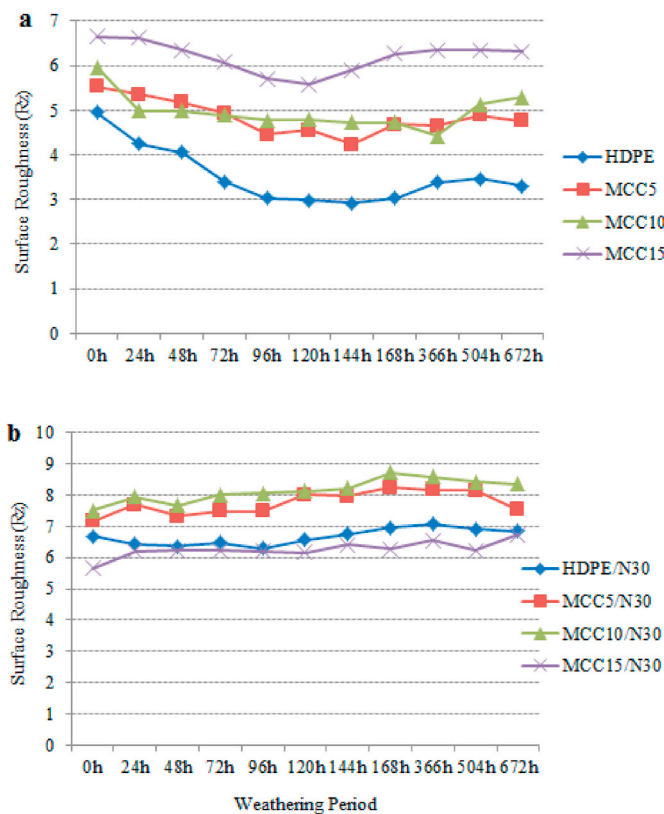 a
7
6
5
4
3
2
1
0
Surface Roughness (Rz)
0h 24h 48h 72h 96h 120h 144h 168h 366h 504h 672h
HDPE
MCC5
MCC10
MCC15
b
10
9
8
7
6
5
4
3
2
1
0
Surface Roughness (Rz)
0h 24h 48h 72h 96h 120h 144h 168h 366h 504h 672h
Weathering Period
HDPE/N30
MCC5/N30
MCC10/N30
MCC15/N30